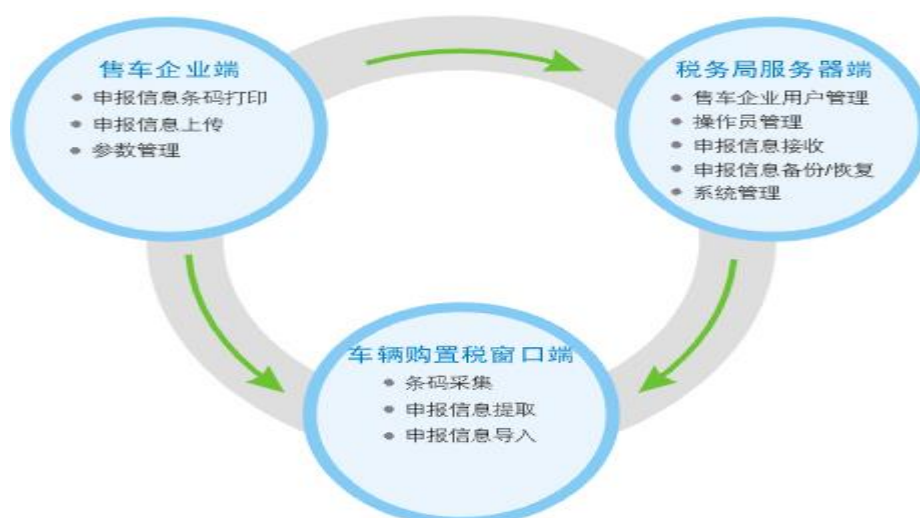 售车企业端
申报信息条码打印
申报信息上传
参数管理
税务局服务器端
售车企业用户管理
操作员管理
申报信息接收
申报信息备份/恢复
系统管理
车辆购置税窗口端
条码采集
申报信息提取
申报信息导入